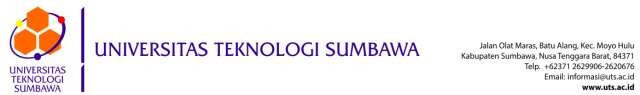 UNIVERSITAS
TEKNOLOGI
SUMBAWA
UNIVERSITAS TEKNOLOGI SUMBAWA
Jalan Olat Maras, Batu Alang, Kec. Moyo Hulu
Kabupaten Sumbawa, Nusa Tenggara Barat, 84371
Telp. +62371 2629906-2620676
Email: informasi@uts.ac.id
www.uts.ac.id